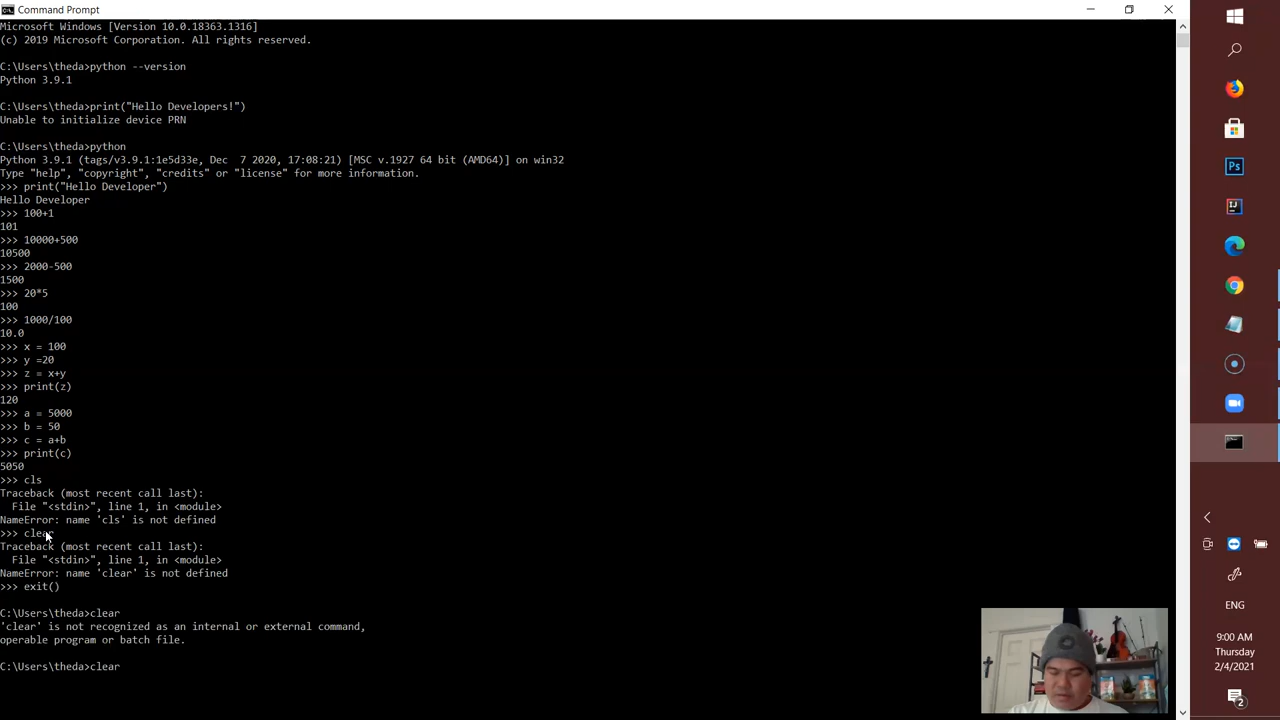 Command Prompt
Microsoft Windows [Version 10.0.18363.1316]
(c) 2019 Microsoft Corporation. All rights reserved.
C:\Users\theda>python --version
Python 3.9.1
C:\Users\theda>print("Hello Developers!")
Unable to initialize device PRN
C:\Users\theda>python
Python 3.9.1 (tags/v3.9.1:1e5d33e, Dec  7 2020, 17:08:21) [MSC v.1927 64 bit (AMD64)] on win32
Type "help", "copyright", "credits" or "license" for more information.
>>> print("Hello Developer")
Hello Developer
>>> 100+1
101
>>> 10000+500
10500
>>> 2000-500
1500
>>> 20*5
100
>>> 1000/100
10.0
>>> x = 100
>>> y =20
>>> z = x+y
>>> print(z)
120
>>> a = 5000
>>> b = 50
>>> c = a+b
>>> print(c)
5050
>>> cls
Traceback (most recent call last):
  File "<stdin>", line 1, in <module>
NameError: name 'cls' is not defined
>>> clear
Traceback (most recent call last):
  File "<stdin>", line 1, in <module>
NameError: name 'clear' is not defined
>>> exit()
C:\Users\theda>clear
'clear' is not recognized as an internal or external command,
operable program or batch file.
C:\Users\theda>clear
Ps
IJ
ENG
9:00 AM
Thursday
2/4/2021
2